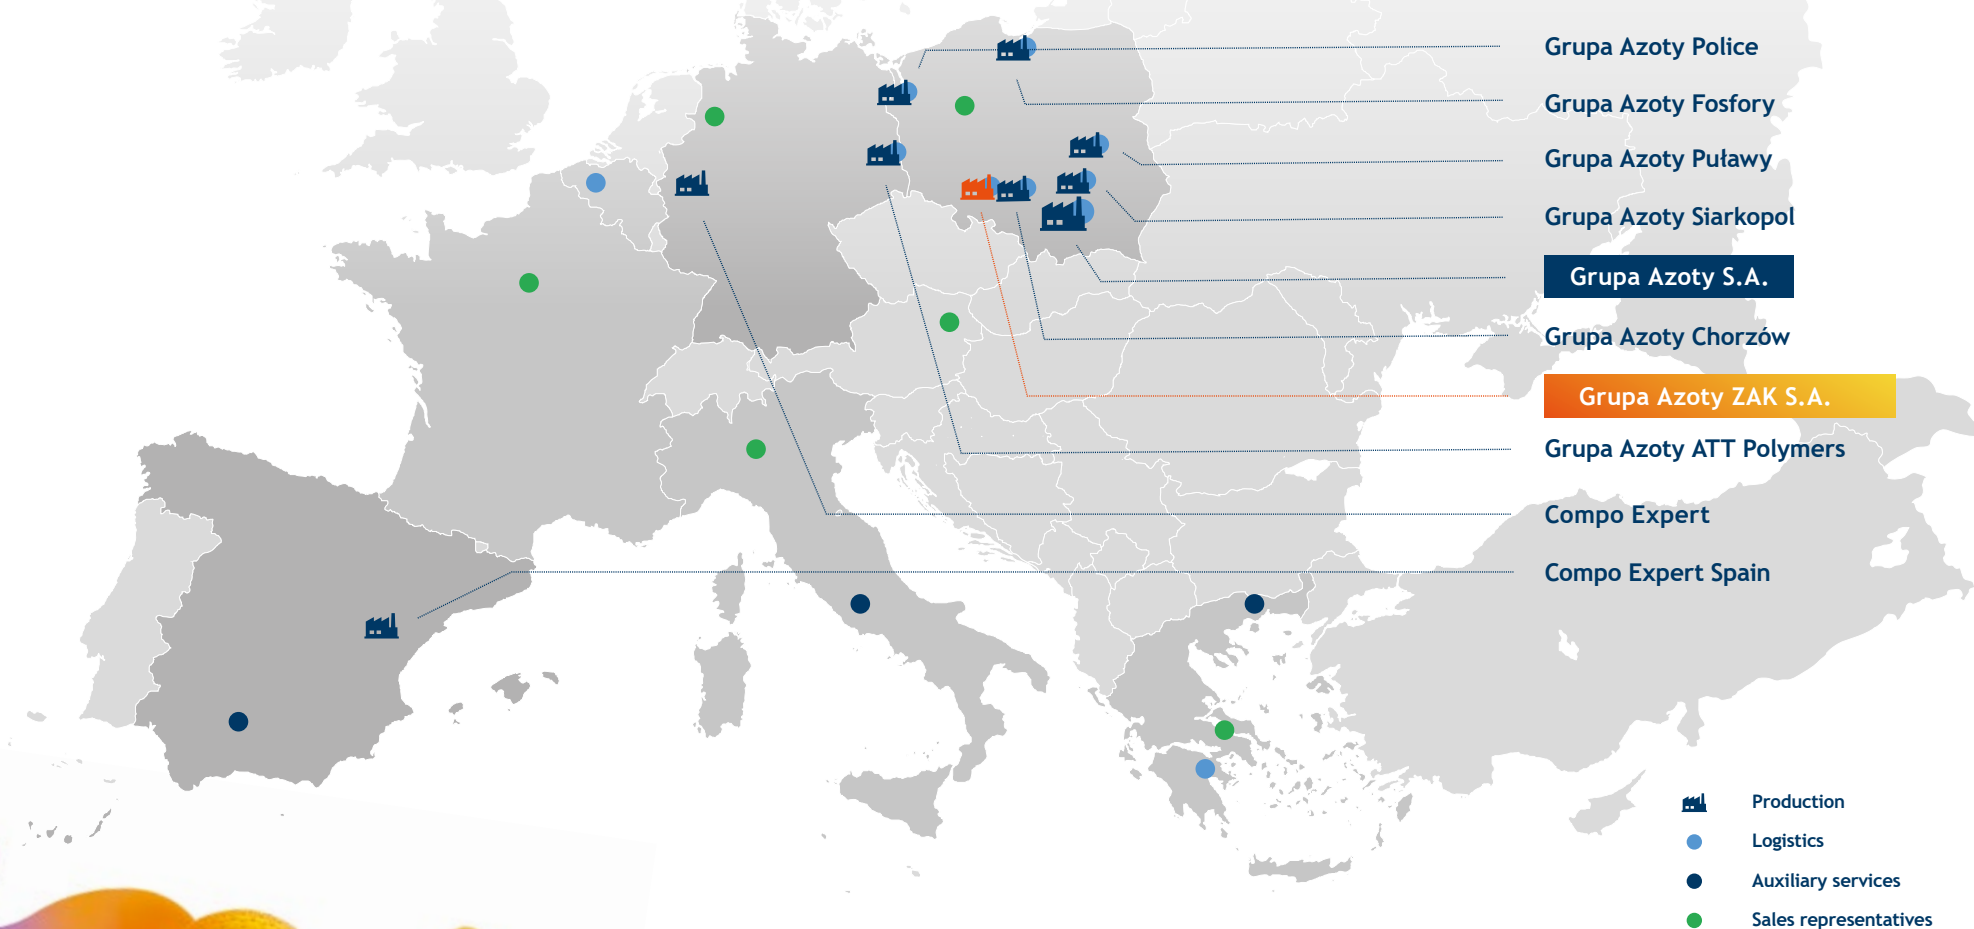 Grupa Azoty Police
Grupa Azoty Fosfory
Grupa Azoty Puławy
Grupa Azoty Siarkopol
Grupa Azoty S.A.
Grupa Azoty Chorzów
Grupa Azoty ZAK S.A.
Grupa Azoty ATT Polymers
Compo Expert
Compo Expert Spain
Production
Logistics
Auxiliary services
Sales representatives